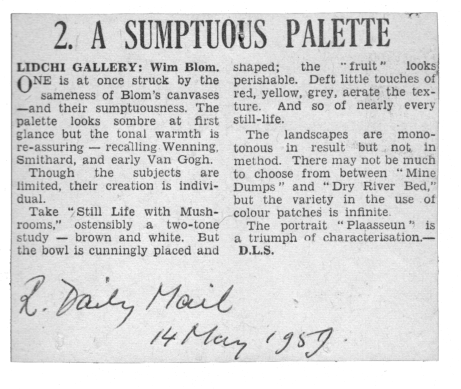 2. A SUMPTUOUS PALETTE
LIDCHI GALLERY: Wim Blom.
ONE is at once struck by the
sameness of Blom's canvases
—and their sumptuousness. The
palette looks sombre at first
glance but the tonal warmth is
re-assuring — recalling Wenning,
Smithard, and early Van Gogh.
Though the subjects are
limited, their creation is indivi-
dual.
Take "Still Life with Mush-
rooms," ostensibly a two-tone
study — brown and white. But
the bowl is cunningly placed and
shaped; the "fruit" looks
perishable. Deft little touches of
red, yellow, grey, aerate the tex-
ture. And so of nearly every
still-life.
The landscapes are mono-
tonous in result but not in
method. There may not be much
to choose from between "Mine
Dumps" and "Dry River Bed,"
but the variety in the use of
colour patches is infinite.
The portrait "Plaasseun" is
a triumph of characterisation.—
D.L.S.
R. Daily Mail
14 May 1957.